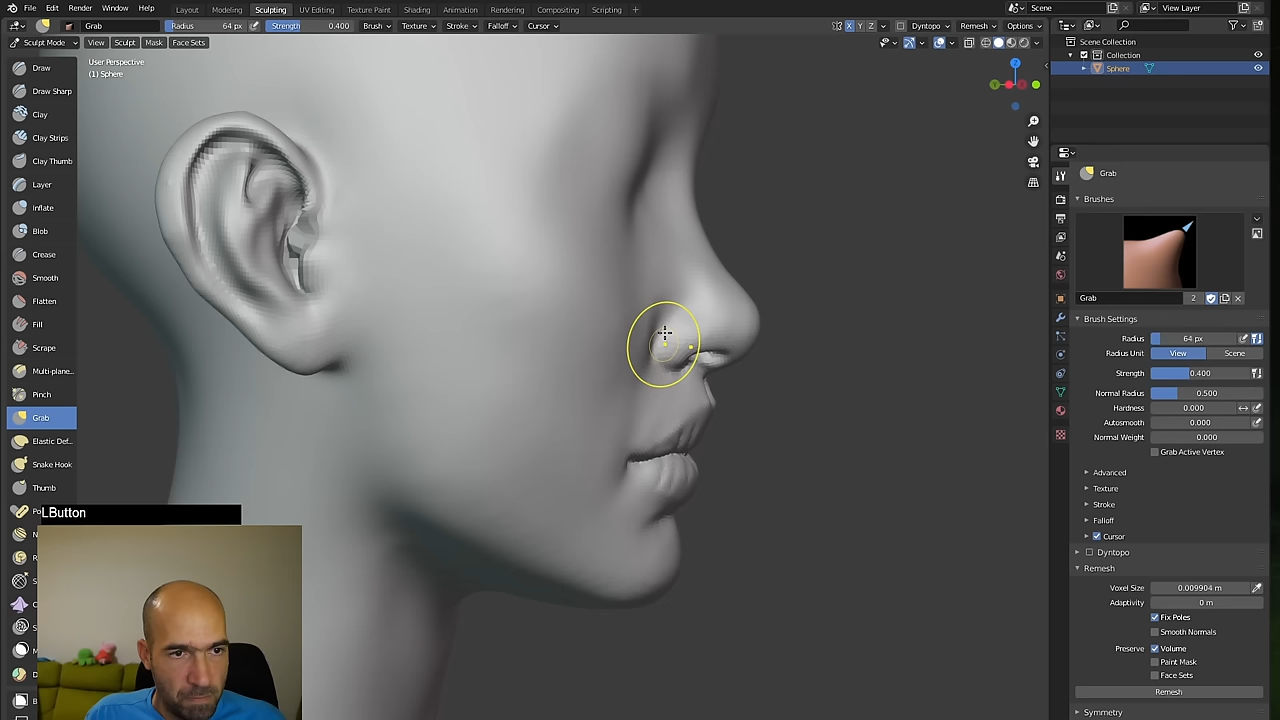 File Edit Render Window Help Layout Modeling Sculpting UV Editing Texture Paint Shading Animation Rendering Compositing Geometry Nodes Scripting + Scene View Layer
Grab Radius 64 px Strength 0.400 Brush Texture Stroke Falloff Cursor X Y Z Dyntopo Remesh Options
Sculpt Mode View Sculpt Mask Face Sets
Scene Collection
Collection
Sphere
User Perspective
(1) Sphere
Draw
Draw Sharp
Clay
Clay Strips
Clay Thumb
Layer
Inflate
Blob
Crease
Smooth
Flatten
Fill
Scrape
Multi-plane...
Pinch
Grab
Elastic Def...
Snake Hook
Thumb
LButton
Z
Y
Grab
Brushes
Grab 2
Brush Settings
Radius 64 px
Radius Unit View Scene
Strength 0.400
Normal Radius 0.500
Hardness 0.000
Autosmooth 0.000
Normal Weight 0.000
Grab Active Vertex
Advanced
Texture
Stroke
Falloff
Cursor
Dyntopo
Remesh
Voxel Size 0.009904 m
Adaptivity 0 m
Fix Poles
Smooth Normals
Preserve Volume
Paint Mask
Face Sets
Remesh
Symmetry